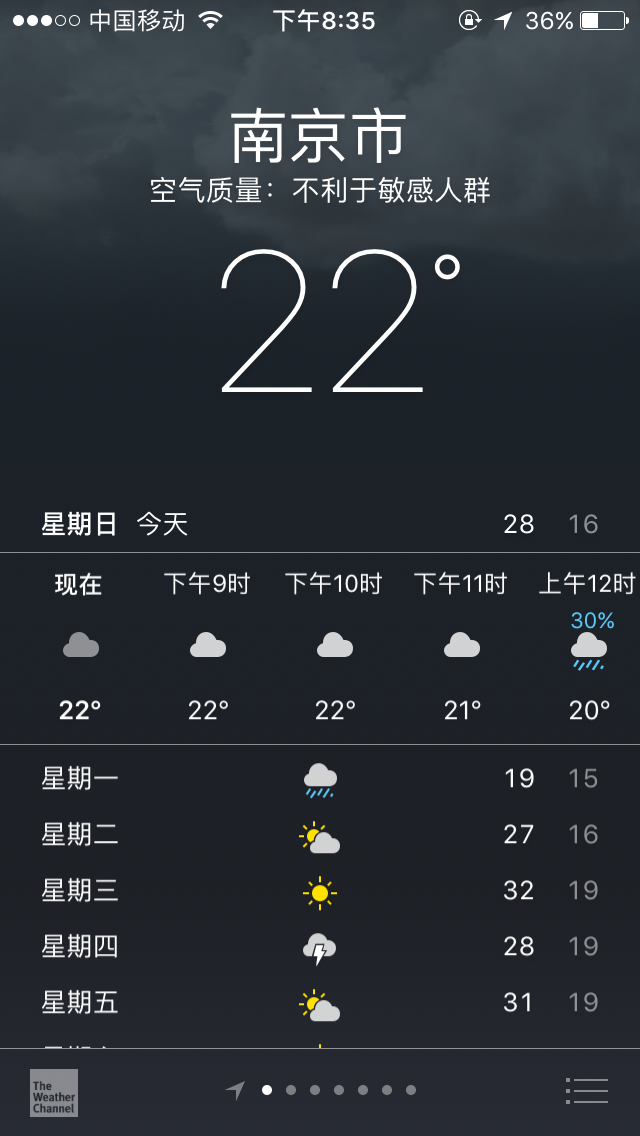 中国移动 下午8:35 36%
南京市
空气质量：不利于敏感人群
22°
星期日 今天 28 16
现在 下午9时 下午10时 下午11时 上午12时
30%
22° 22° 22° 21° 20°
星期一 19 15
星期二 27 16
星期三 32 19
星期四 28 19
星期五 31 19
The
Weather
Channel